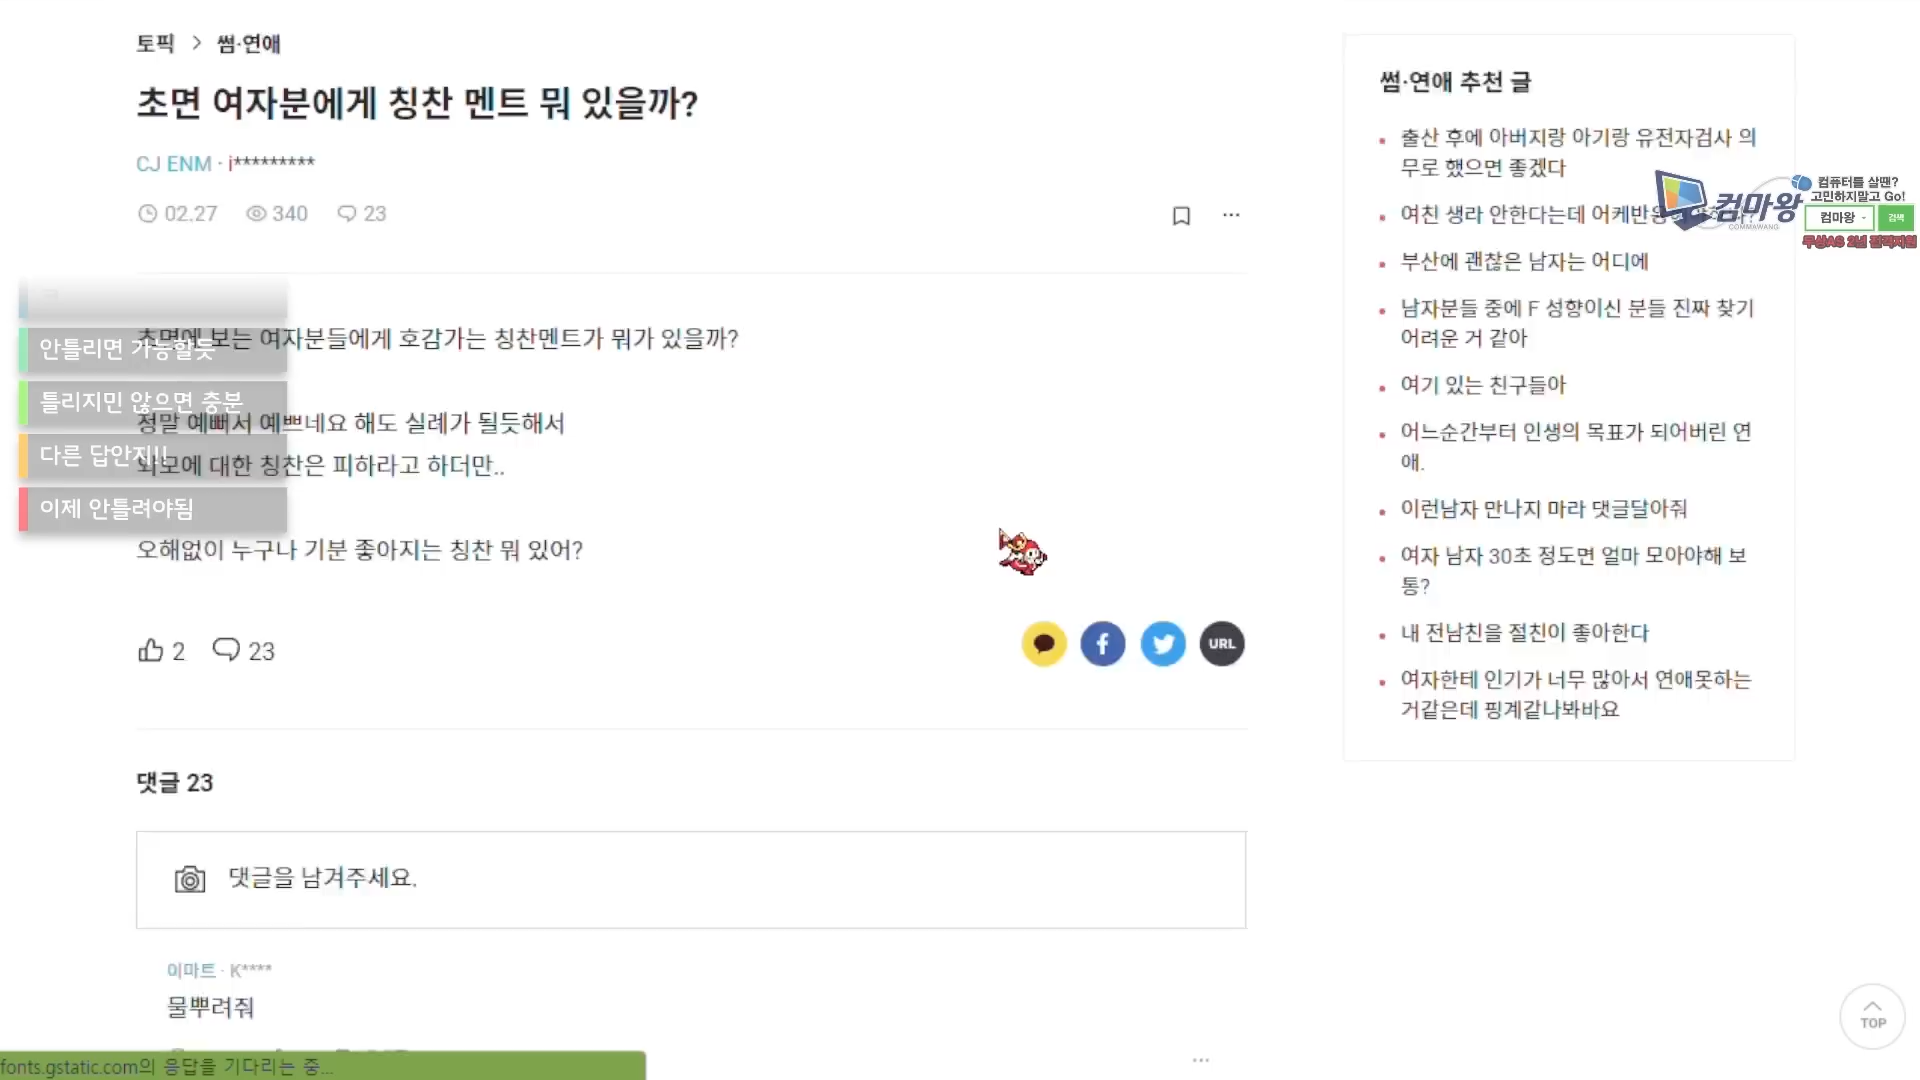 토픽 > 썸·연애
초면 여자분에게 칭찬 멘트 뭐 있을까?
CJ ENM · i*********
02.27 340 23
초면에 보는 여자분들에게 호감가는 칭찬멘트가 뭐가 있을까?
정말 예뻐서 예쁘네요 해도 실례가 될듯해서
외모에 대한 칭찬은 피하라고 하더만..
오해없이 누구나 기분 좋아지는 칭찬 뭐 있어?
안틀리면 가능할듯
틀리지민 않으면 충분
다른 답안지!!
이제 안틀려야됨
2 23
URL
댓글 23
댓글을 남겨주세요.
이마트 · K****
물뿌려줘
fonts.gstatic.com의 응답을 기다리는 중...
썸·연애 추천 글
출산 후에 아버지랑 아기랑 유전자검사 의
무로 했으면 좋겠다
여친 생라 안한다는데 어케반응
부산에 괜찮은 남자는 어디에
남자분들 중에 F 성향이신 분들 진짜 찾기
어려운 거 같아
여기 있는 친구들아
어느순간부터 인생의 목표가 되어버린 연
애.
이런남자 만나지 마라 댓글달아줘
여자 남자 30초 정도면 얼마 모아야해 보
통?
내 전남친을 절친이 좋아한다
여자한테 인기가 너무 많아서 연애못하는
거같은데 핑계같나봐바요
컴마왕
COMMAWANG
컴퓨터를 살땐?
고민하지말고 Go!
컴마왕 검색
무상AS 2년 전격지원
TOP